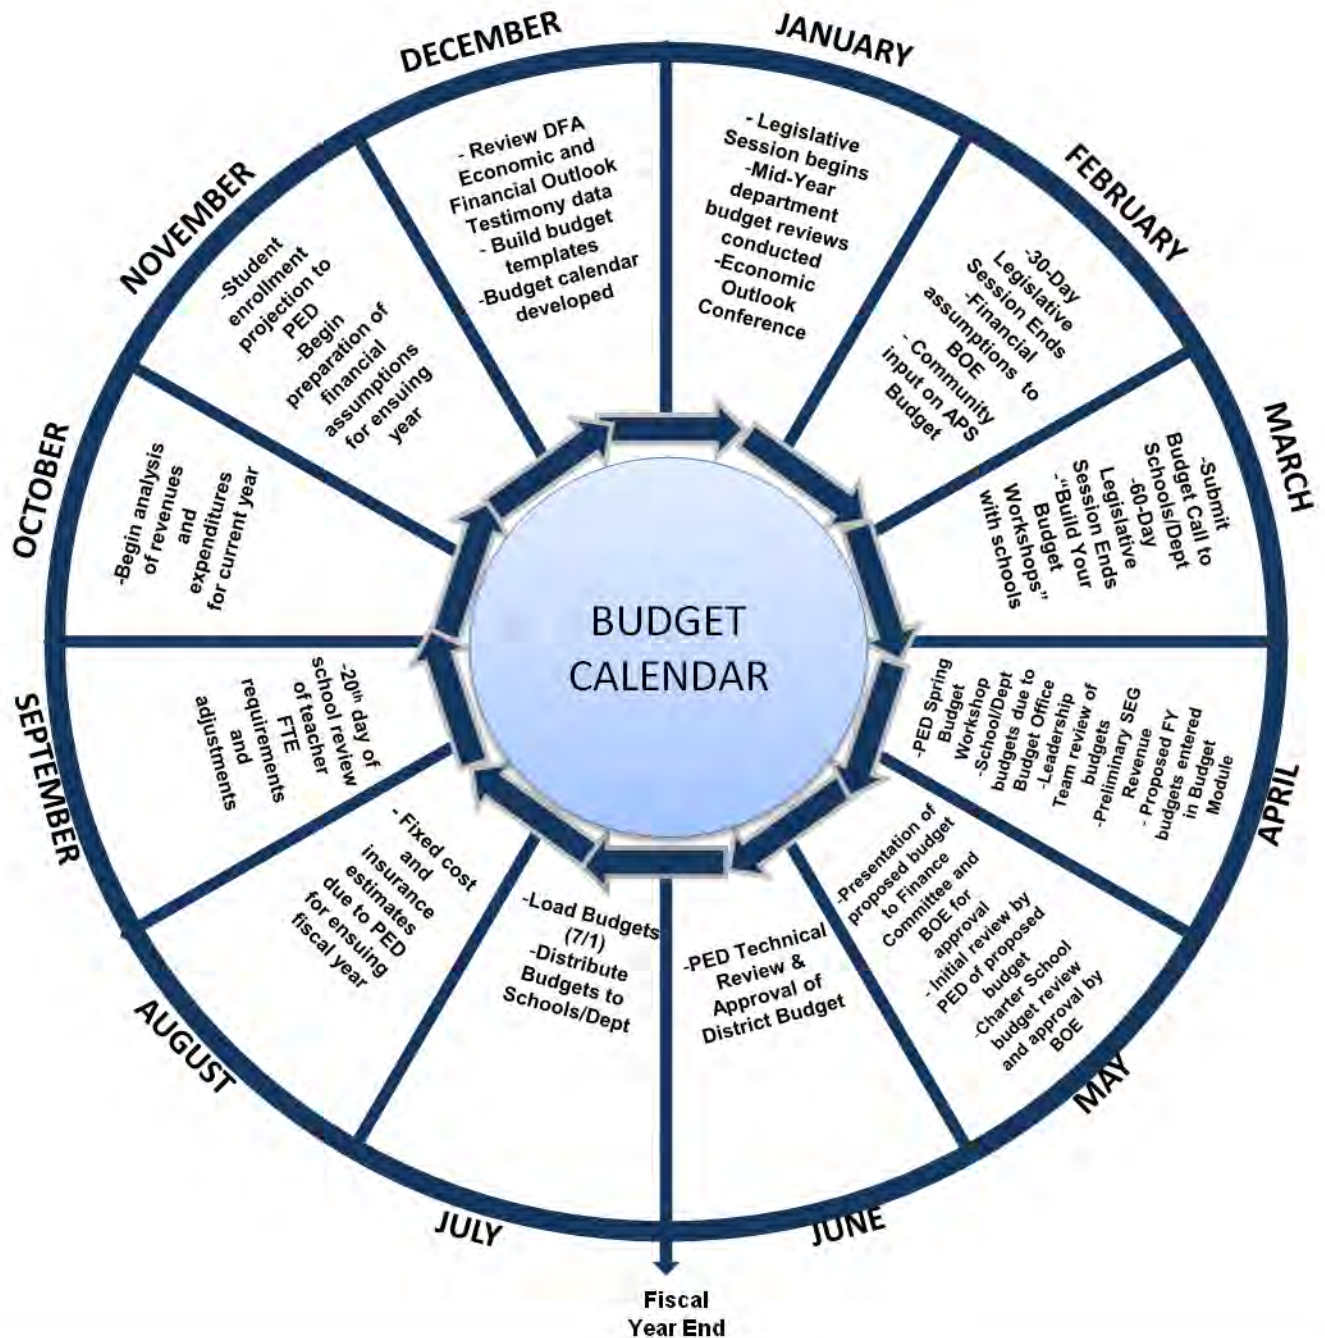 JANUARY
- Legislative
Session begins
-Mid-Year
department
budget reviews
conducted
-Economic
Outlook
Conference
FEBRUARY
-30-Day
Legislative
Session Ends
-Financial
assumptions to
BOE
- Community
input on APS
Budget
MARCH
-Submit
Budget Call to
Schools/Dept
-60-Day
Legislative
Session Ends
-“Build Your
Budget
Workshops”
with schools
APRIL
-PED Spring
Budget
Workshop
-School/Dept
budgets due to
Budget Office
-Leadership
Team review of
budgets
-Preliminary SEG
Revenue
- Proposed FY
budgets entered
in Budget
Module
MAY
-Presentation of
proposed budget
to Finance
Committee and
BOE for
approval
- Initial review by
PED of proposed
budget
-Charter School
budget review
and approval by
BOE
JUNE
-PED Technical
Review &
Approval of
District Budget
Fiscal
Year End
JULY
-Load Budgets
(7/1)
-Distribute
Budgets to
Schools/Dept
AUGUST
- Fixed cost
and
insurance
estimates
due to PED
for ensuing
fiscal year
SEPTEMBER
-20th day of
school review
of teacher
FTE
requirements
and
adjustments
OCTOBER
-Begin analysis
of revenues
and
expenditures
for current year
NOVEMBER
-Student
enrollment
projection to
PED
-Begin
preparation of
financial
assumptions
for ensuing
year
DECEMBER
- Review DFA
Economic and
Financial Outlook
Testimony data
- Build budget
templates
-Budget calendar
developed
BUDGET
CALENDAR